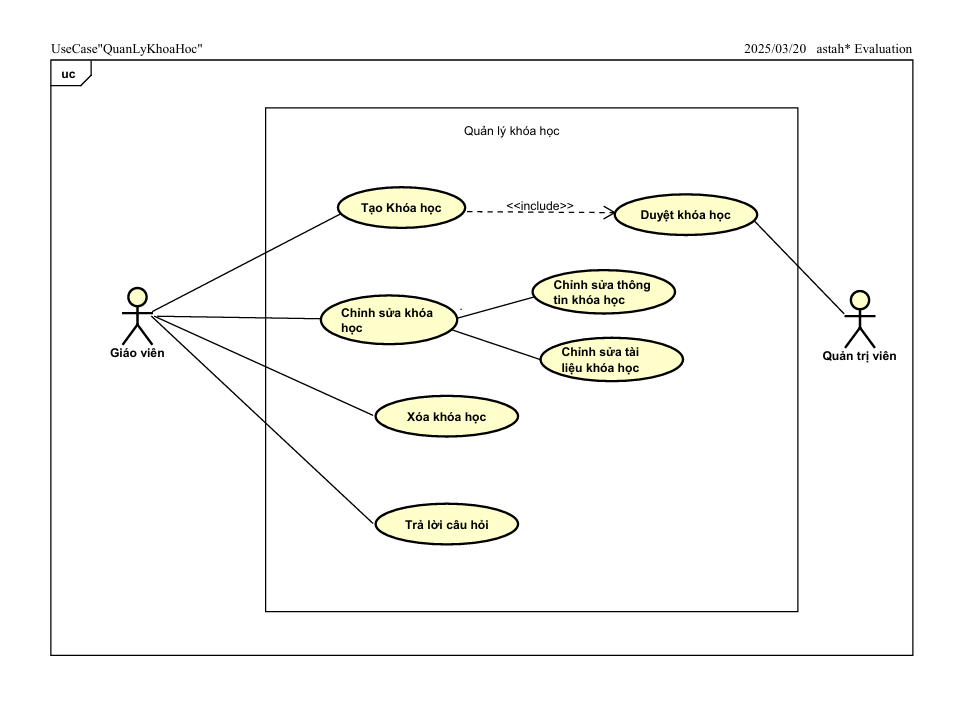 UseCase"QuanLyKhoaHoc"
2025/03/20 astah* Evaluation
uc
Quản lý khóa học
Tạo Khóa học
<<include>>
Duyệt khóa học
Chỉnh sửa thông
tin khóa học
Chỉnh sửa khóa
học
Chỉnh sửa tài
liệu khóa học
Giáo viên
Quản trị viên
Xóa khóa học
Trả lời câu hỏi